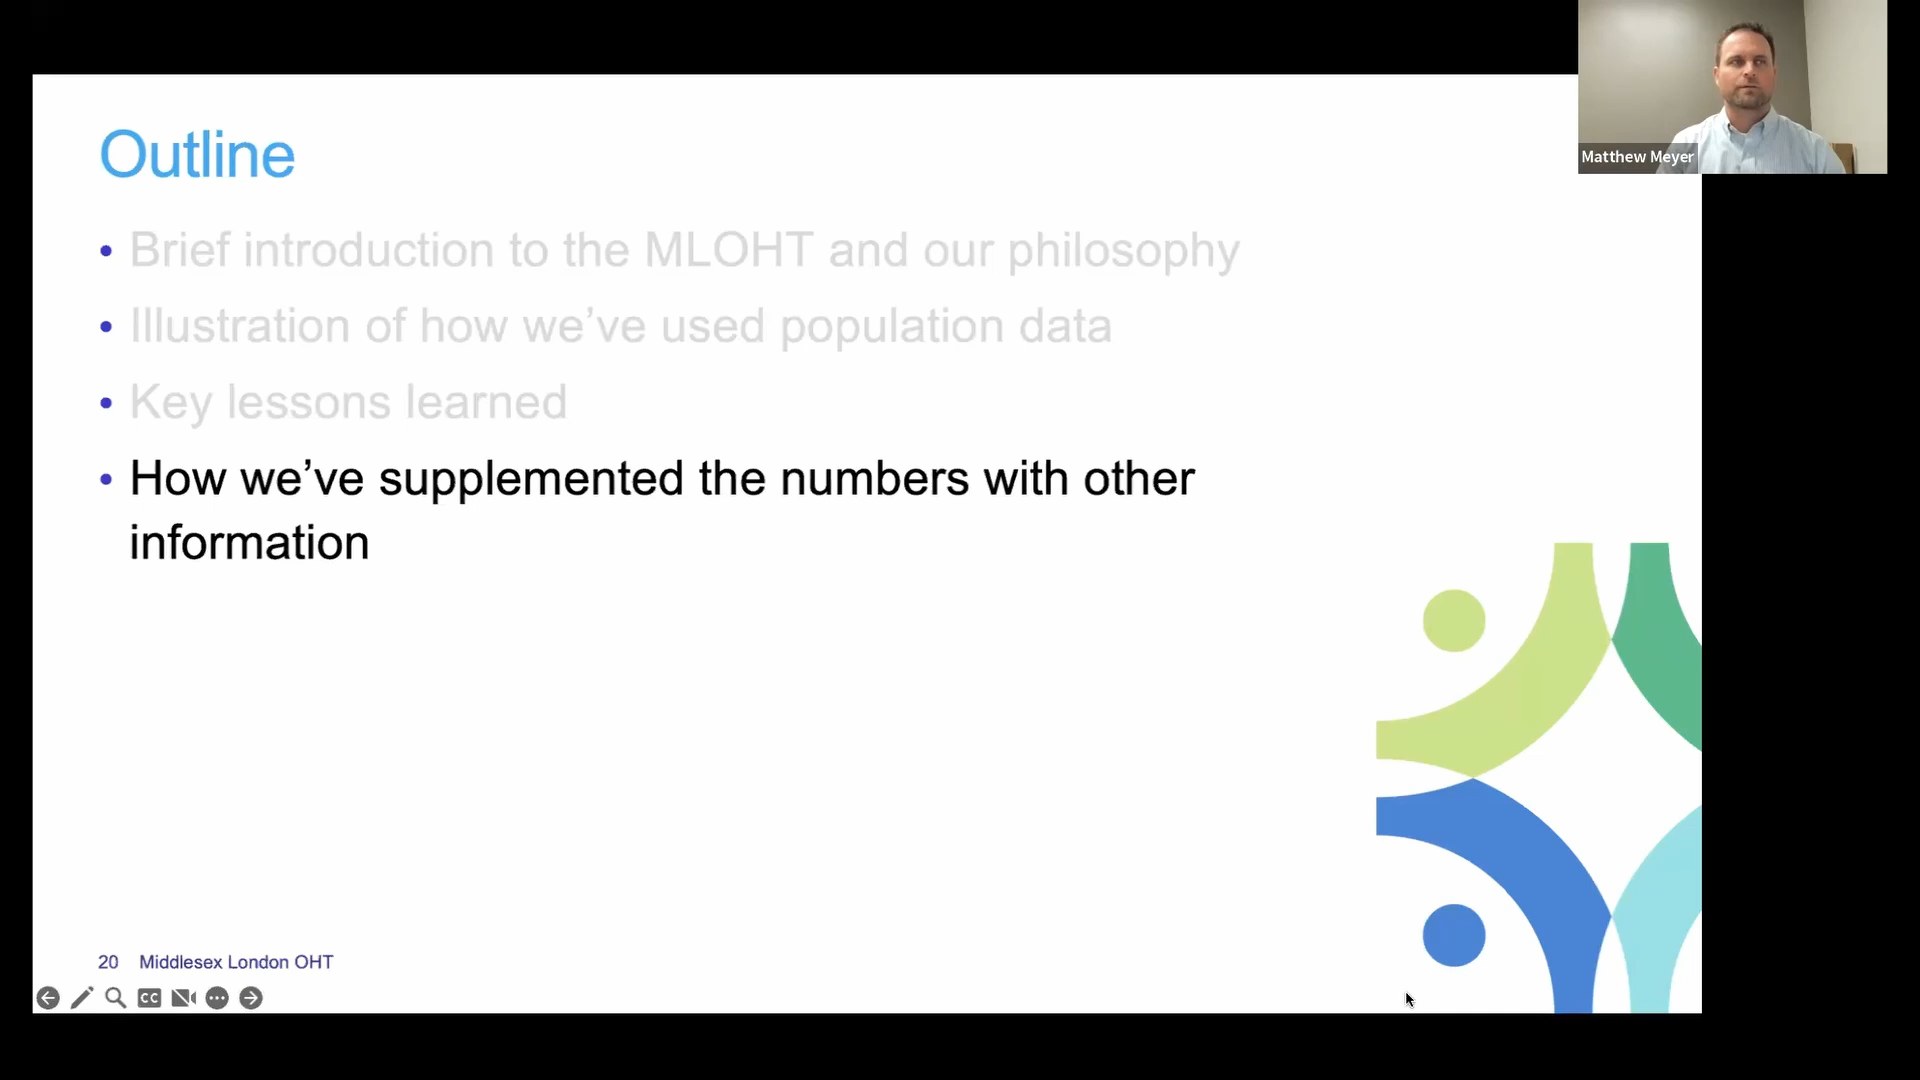 Matthew Meyer
Outline
• Brief introduction to the MLOHT and our philosophy
• Illustration of how we’ve used population data
• Key lessons learned
• How we’ve supplemented the numbers with other
information
20 Middlesex London OHT
CC